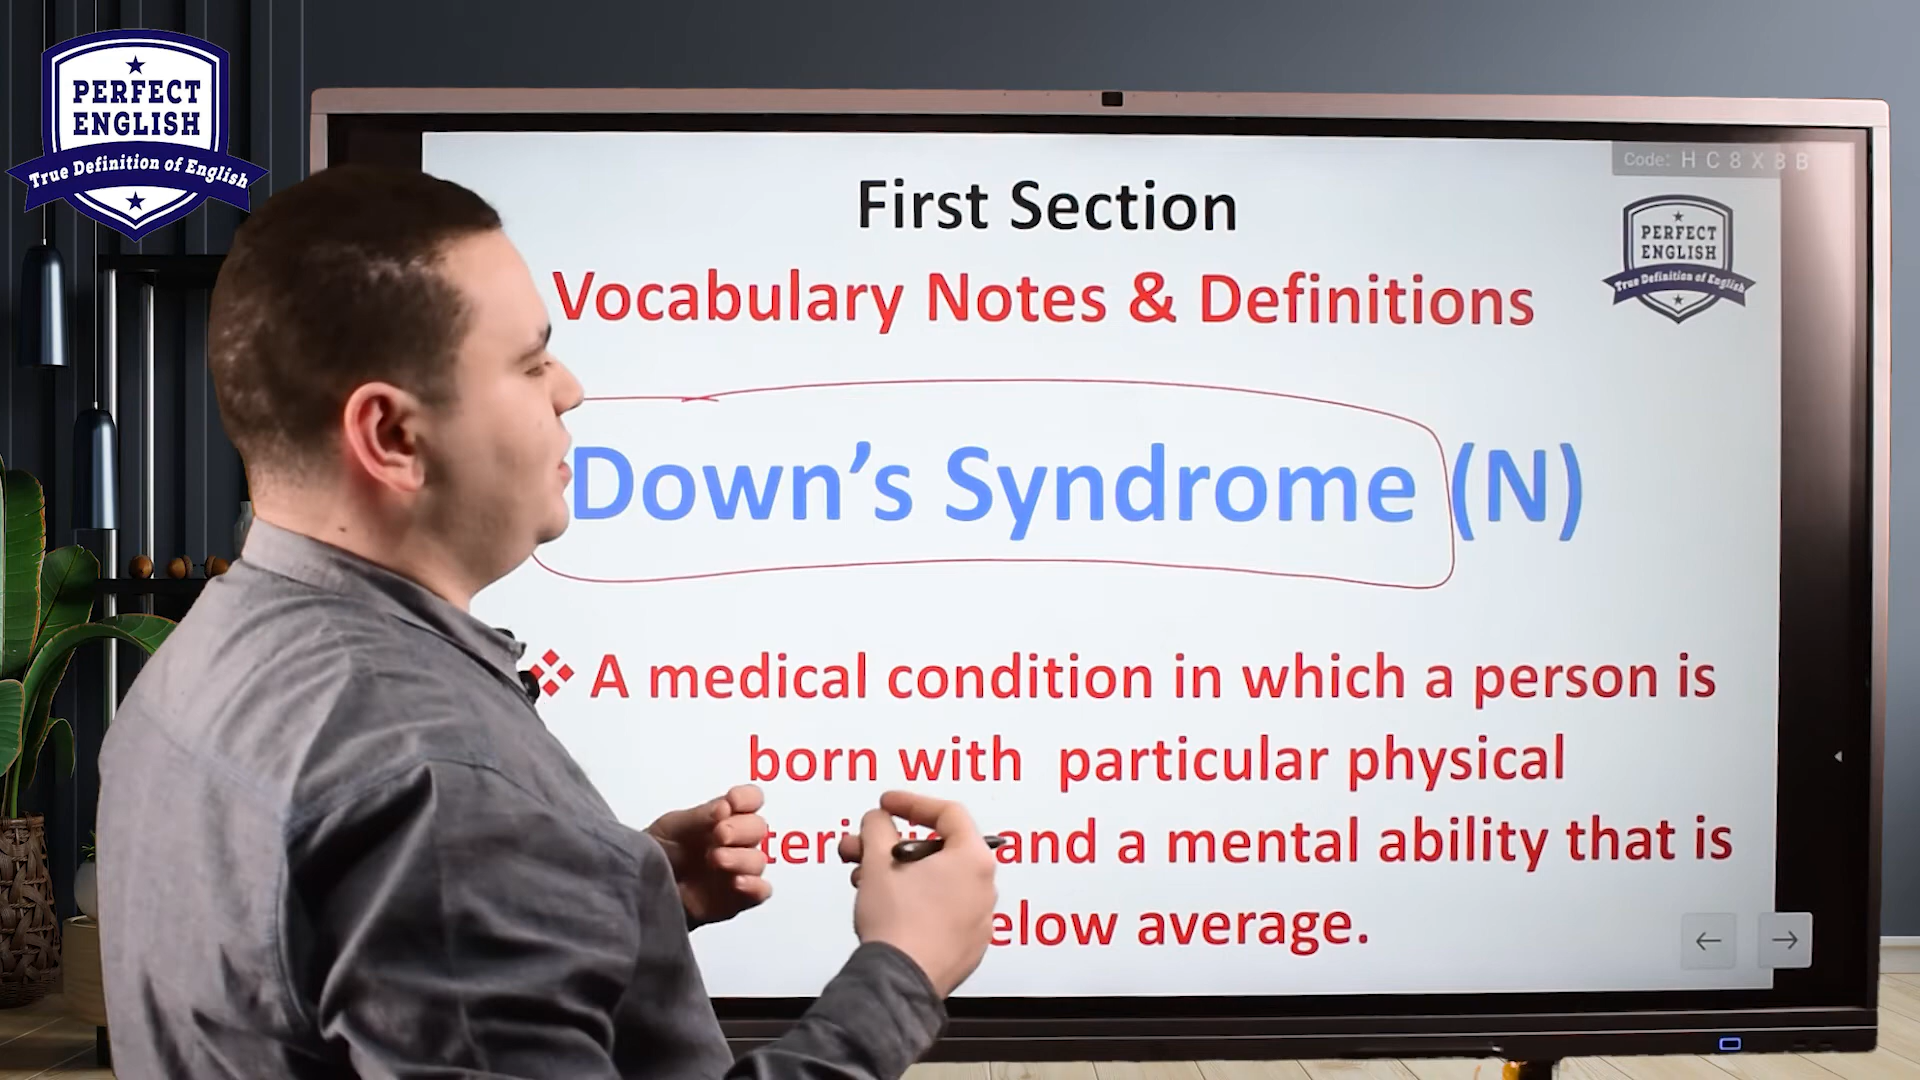 PERFECT
ENGLISH
True Definition of English
Code: H C 8 X 8 B
First Section
PERFECT
ENGLISH
True Definition of English
Vocabulary Notes & Definitions
Down's Syndrome (N)
❖ A medical condition in which a person is
born with particular physical
and a mental ability that is
average.